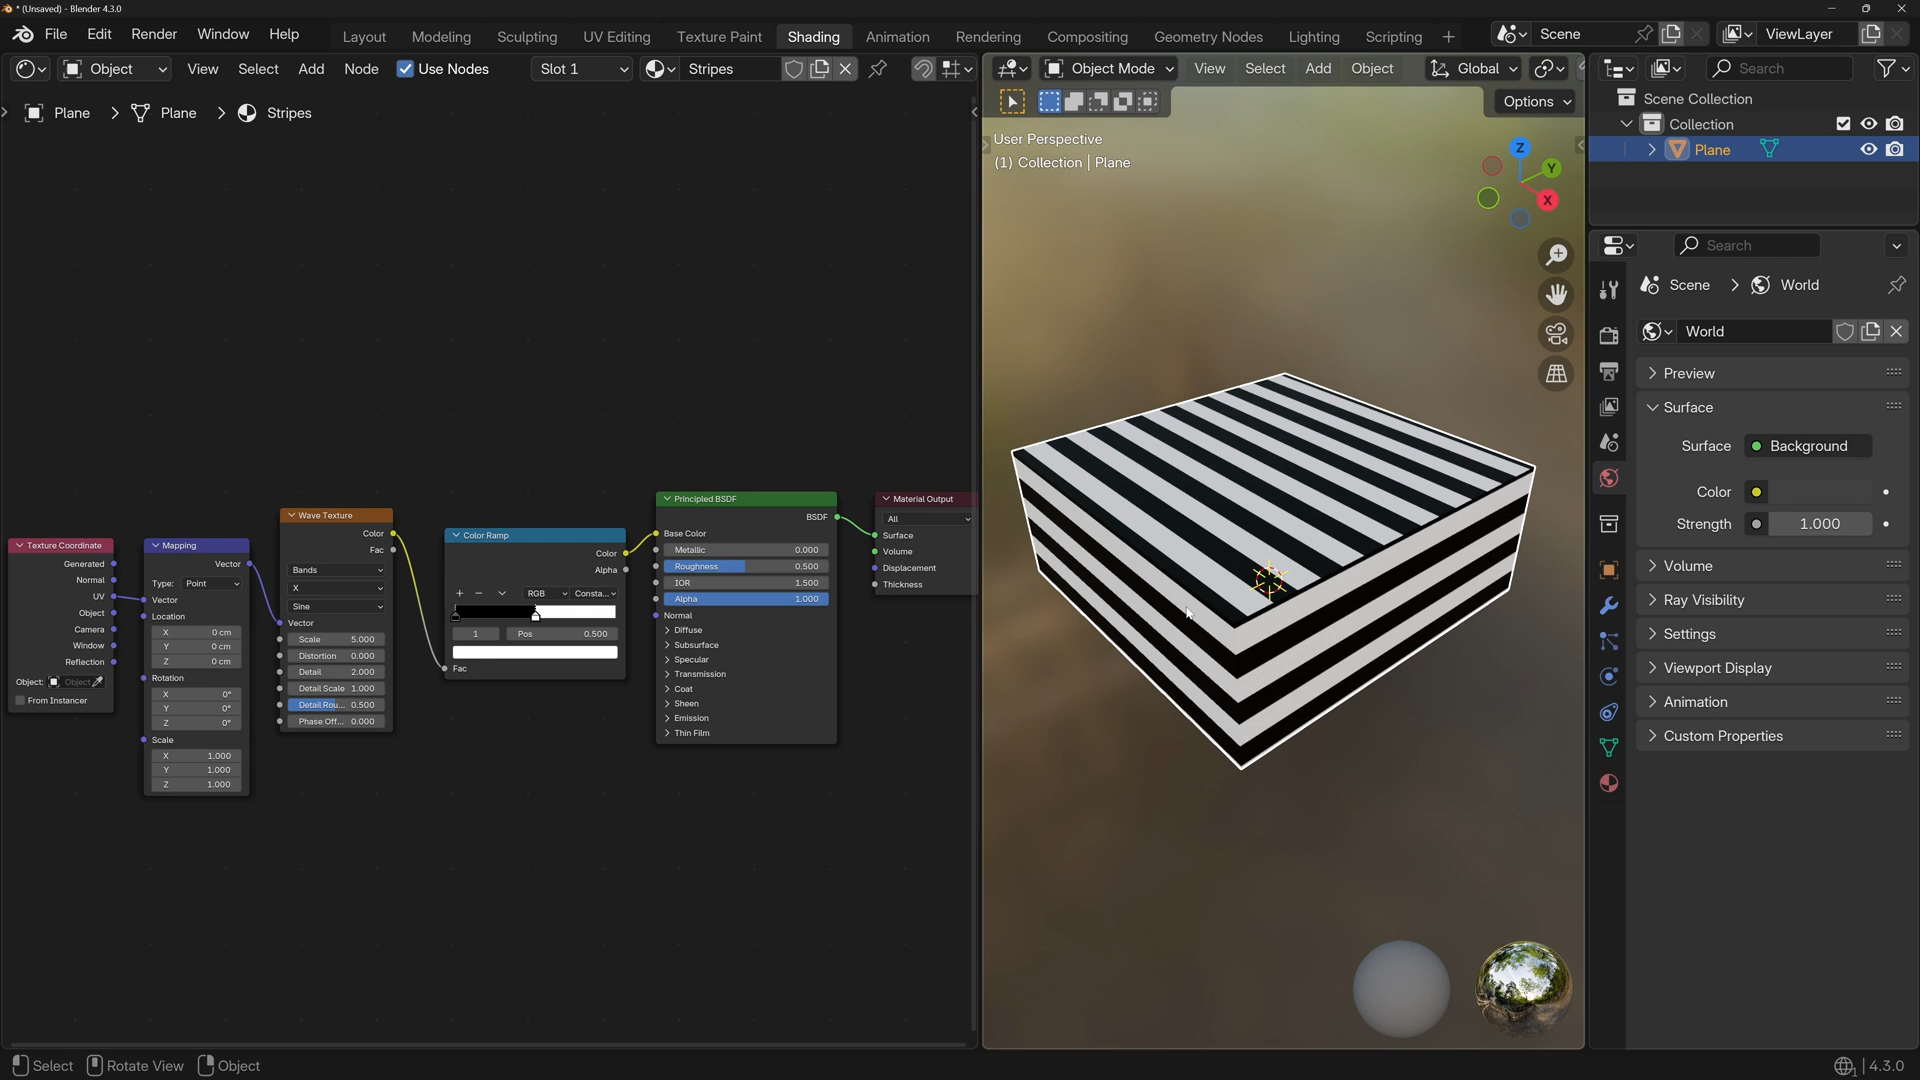 * (Unsaved) - Blender 4.3.0
File Edit Render Window Help
Layout Modeling Sculpting UV Editing Texture Paint Shading Animation Rendering Compositing Geometry Nodes Lighting Scripting +
Scene
ViewLayer
Object View Select Add Node Use Nodes Slot 1 Stripes
Object Mode View Select Add Object Global
Search
Options
Plane > Plane > Stripes
User Perspective
(1) Collection | Plane
Z
Y
X
Scene Collection
Collection
Plane
Search
Scene > World
World
Preview
Surface
Surface Background
Color
Strength 1.000
Volume
Ray Visibility
Settings
Viewport Display
Animation
Custom Properties
Texture Coordinate
Generated
Normal
UV
Object
Camera
Window
Reflection
Object: Object
From Instancer
Mapping
Vector
Type: Point
Vector
Location
X 0 cm
Y 0 cm
Z 0 cm
Rotation
X 0°
Y 0°
Z 0°
Scale
X 1.000
Y 1.000
Z 1.000
Wave Texture
Color
Fac
Bands
X
Sine
Vector
Scale 5.000
Distortion 0.000
Detail 2.000
Detail Scale 1.000
Detail Rou... 0.500
Phase Off... 0.000
Color Ramp
Color
Alpha
+ − RGB Consta...
1 Pos 0.500
Fac
Principled BSDF
BSDF
Base Color
Metallic 0.000
Roughness 0.500
IOR 1.500
Alpha 1.000
Normal
Diffuse
Subsurface
Specular
Transmission
Coat
Sheen
Emission
Thin Film
Material Output
All
Surface
Volume
Displacement
Thickness
Select Rotate View Object
4.3.0